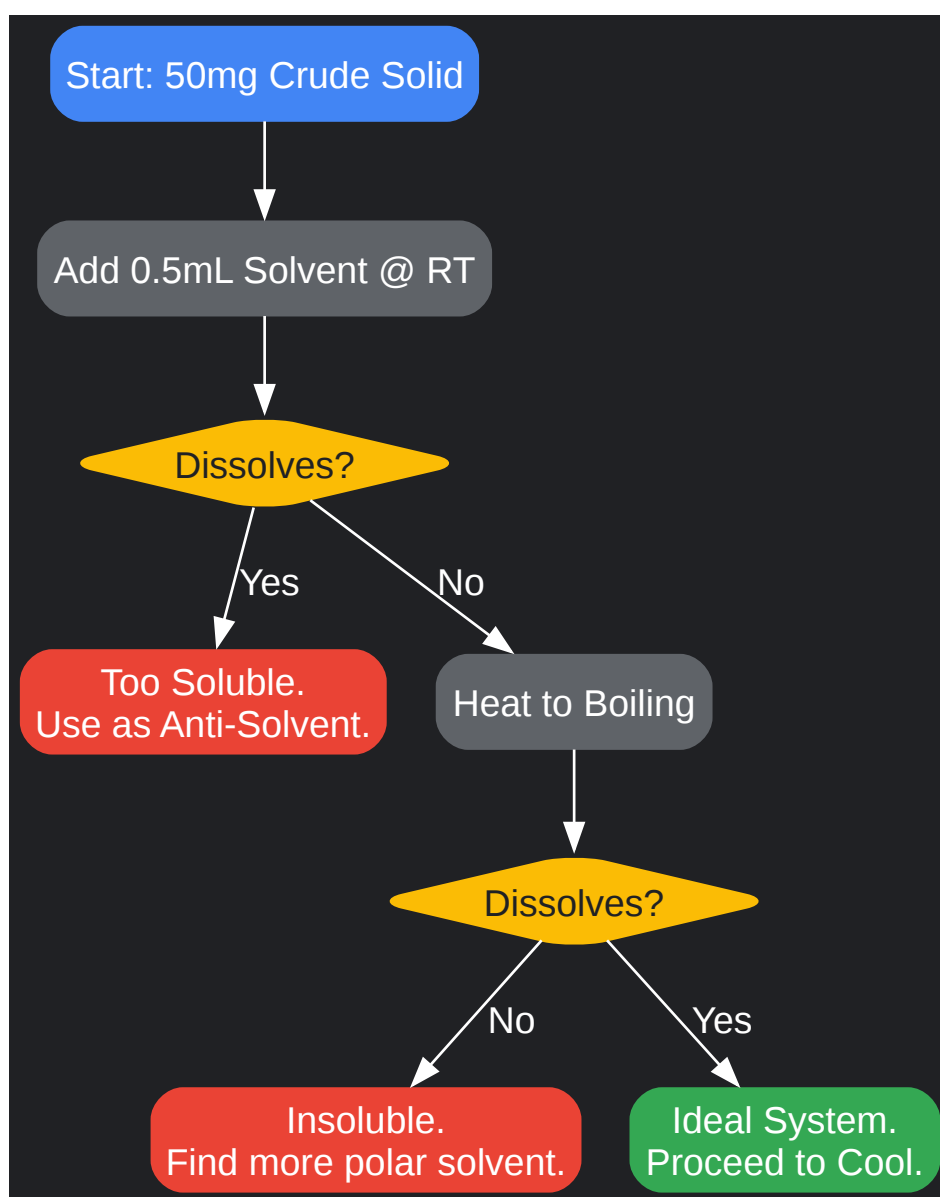 Start: 50mg Crude Solid
Add 0.5mL Solvent @ RT
Dissolves?
Yes
No
Too Soluble.
Use as Anti-Solvent.
Heat to Boiling
Dissolves?
No
Yes
Insoluble.
Find more polar solvent.
Ideal System.
Proceed to Cool.